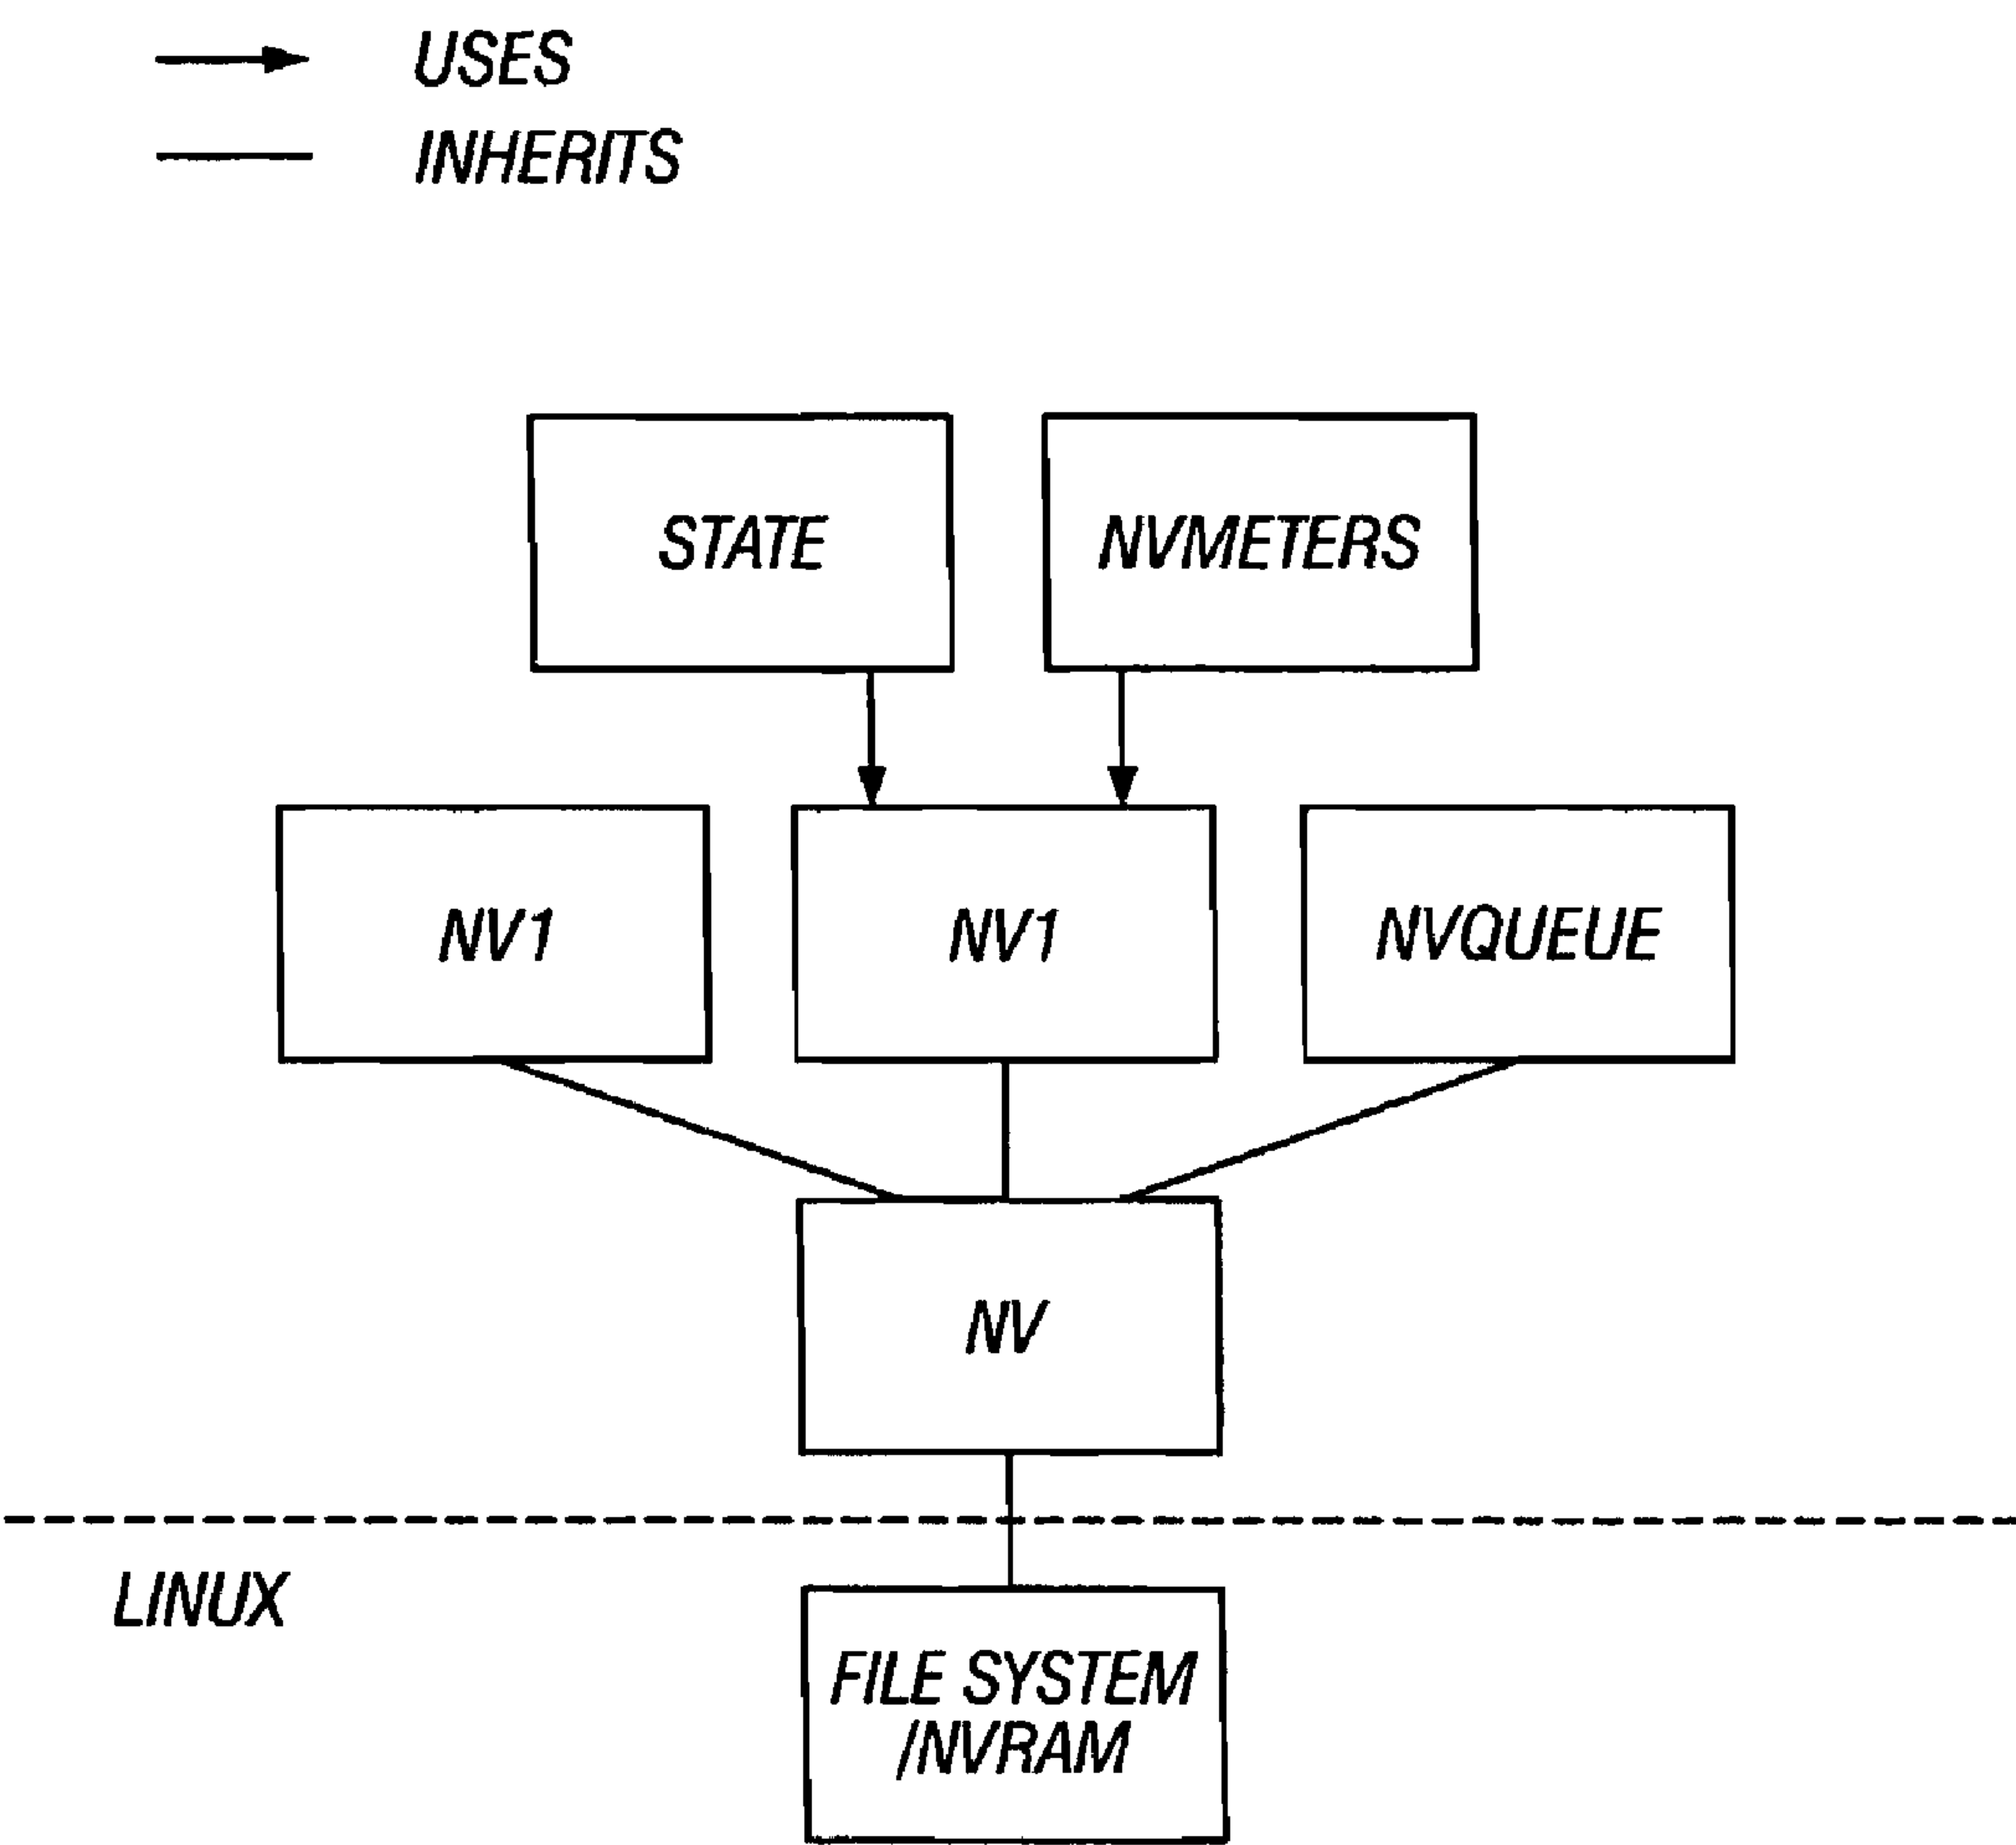 USES
INHERITS
STATE
NVMETERS
NV1
NV1
NVQUEUE
NV
LINUX
FILE SYSTEM
/NVRAM